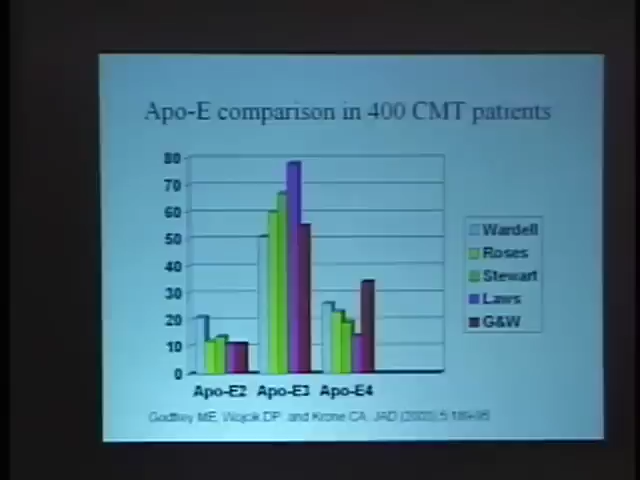 Apo-E comparison in 400 CMT patients
80
70
60
50
40
30
20
10
0
Apo-E2 Apo-E3 Apo-E4
Wardell
Roses
Stewart
Laws
G&W
Godfrey ME, Wojcik DP, and Krone CA, JAD (2003)